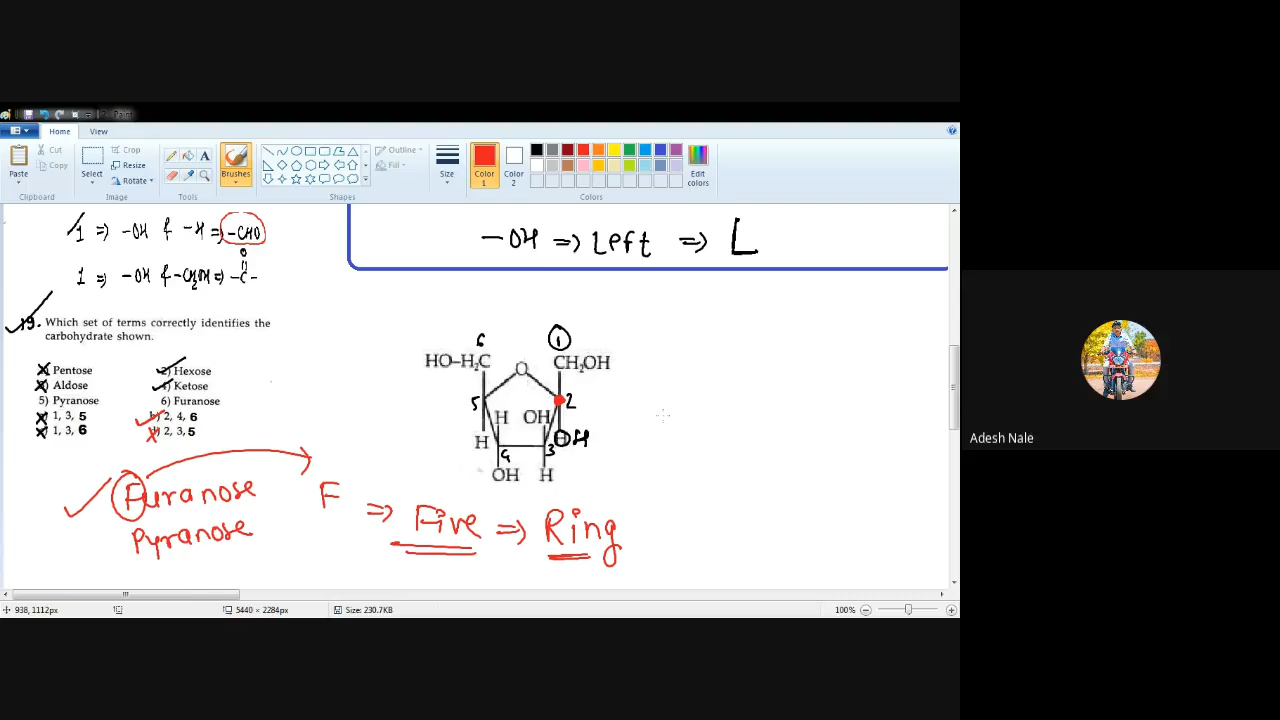 Paint
Home View
Paste
Cut
Copy
Select
Crop
Resize
Rotate
A
Brushes
Outline
Fill
Size
Color 1
Color 2
Edit colors
Clipboard Image Tools Shapes Colors
1 => -OH & -H => -CHO
O
1 => -OH & -CH2OH => -C-
-OH => Left => L
19. Which set of terms correctly identifies the
carbohydrate shown.
Pentose 2) Hexose
Aldose Ketose
5) Pyranose 6) Furanose
1, 3, 5 2, 4, 6
1, 3, 6 2, 3, 5
6 1
HO–H2C O CH2OH
5 2
H OH
H OH
4 3
OH H
Furanose F => Five => Ring
Pyranose
Adesh Nale
938, 1112px 5440 × 2284px Size: 230.7KB 100%